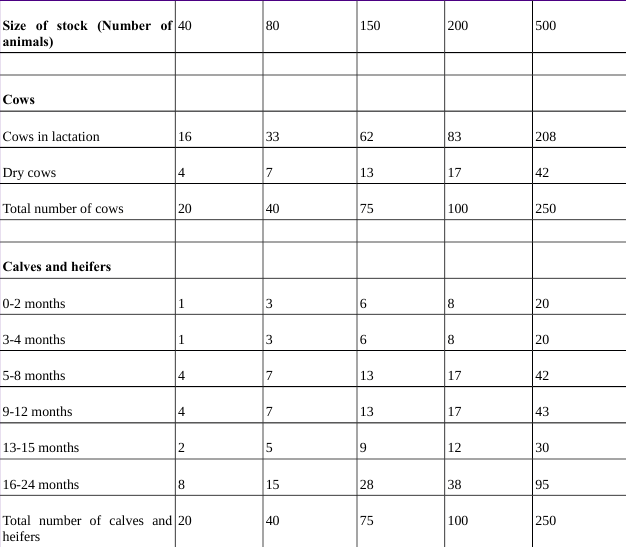 Size of stock (Number of animals) 40 80 150 200 500
Cows
Cows in lactation 16 33 62 83 208
Dry cows 4 7 13 17 42
Total number of cows 20 40 75 100 250
Calves and heifers
0-2 months 1 3 6 8 20
3-4 months 1 3 6 8 20
5-8 months 4 7 13 17 42
9-12 months 4 7 13 17 43
13-15 months 2 5 9 12 30
16-24 months 8 15 28 38 95
Total number of calves and heifers 20 40 75 100 250